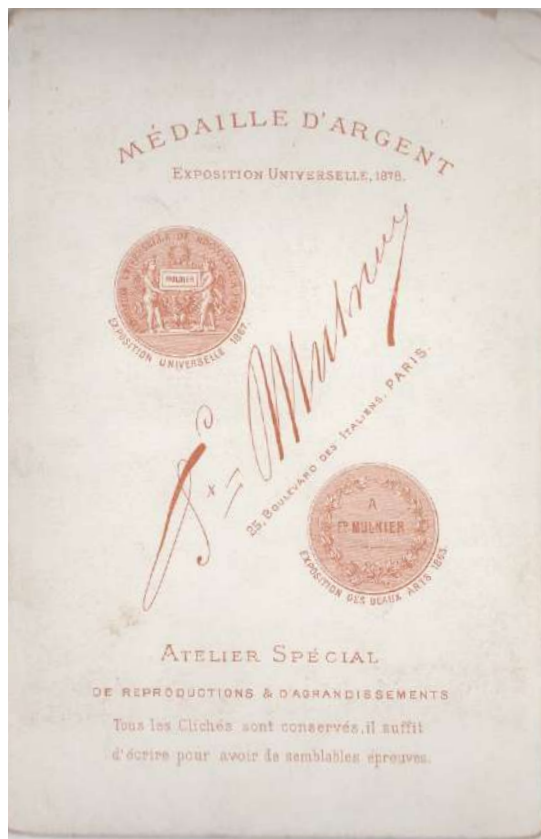 MÉDAILLE D'ARGENT
EXPOSITION UNIVERSELLE, 1878.
MULNIER
EXPOSITION UNIVERSELLE 1867.
Fd Mulnier
25, BOULEVARD DES ITALIENS, PARIS.
A
Fd MULNIER
EXPOSITION DES BEAUX ARTS 1863.
ATELIER SPÉCIAL
DE REPRODUCTIONS & D'AGRANDISSEMENTS
Tous les Clichés sont conservés, il suffit
d'écrire pour avoir de semblables épreuves.